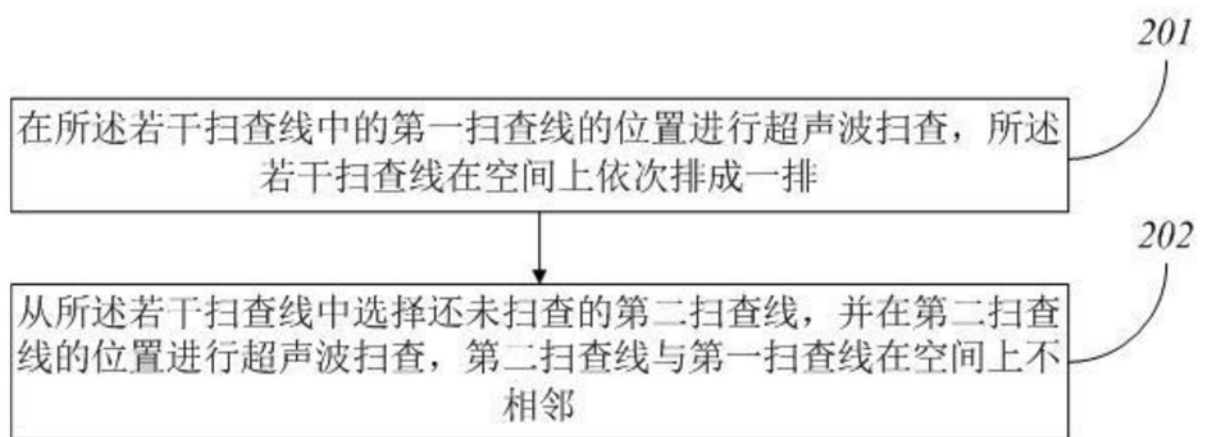 201
在所述若干扫查线中的第一扫查线的位置进行超声波扫查，所述
若干扫查线在空间上依次排成一排
202
从所述若干扫查线中选择还未扫查的第二扫查线，并在第二扫查
线的位置进行超声波扫查，第二扫查线与第一扫查线在空间上不
相邻